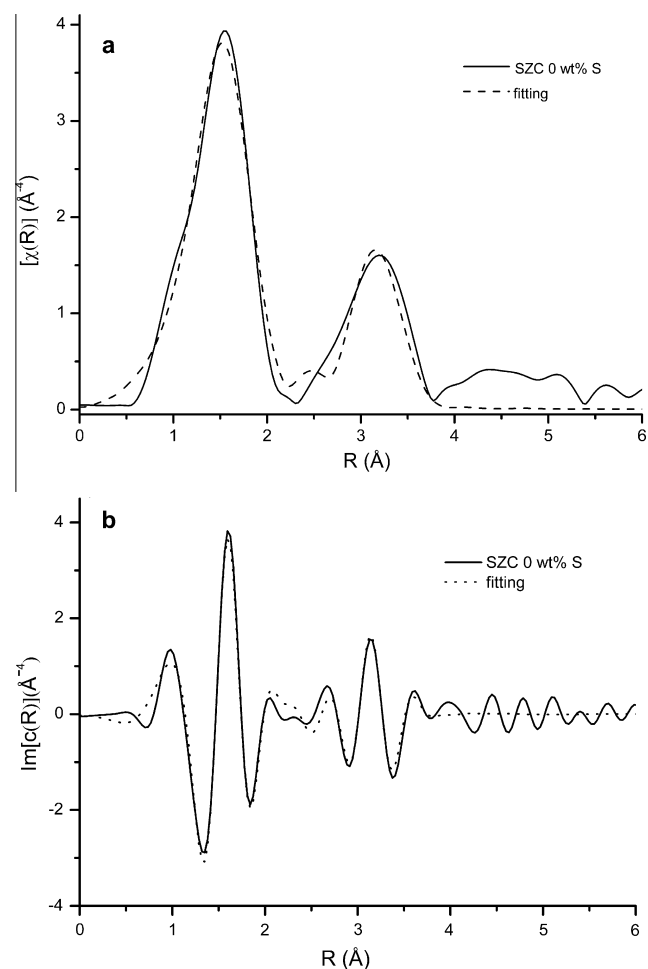 a
SZC 0 wt% S
fitting
[χ(R)] (Å⁻⁴)
4
3
2
1
0
0 1 2 3 4 5 6
R (Å)
b
SZC 0 wt% S
fitting
Im[c(R)](Å⁻⁴)
4
2
0
-2
-4
0 1 2 3 4 5 6
R (Å)